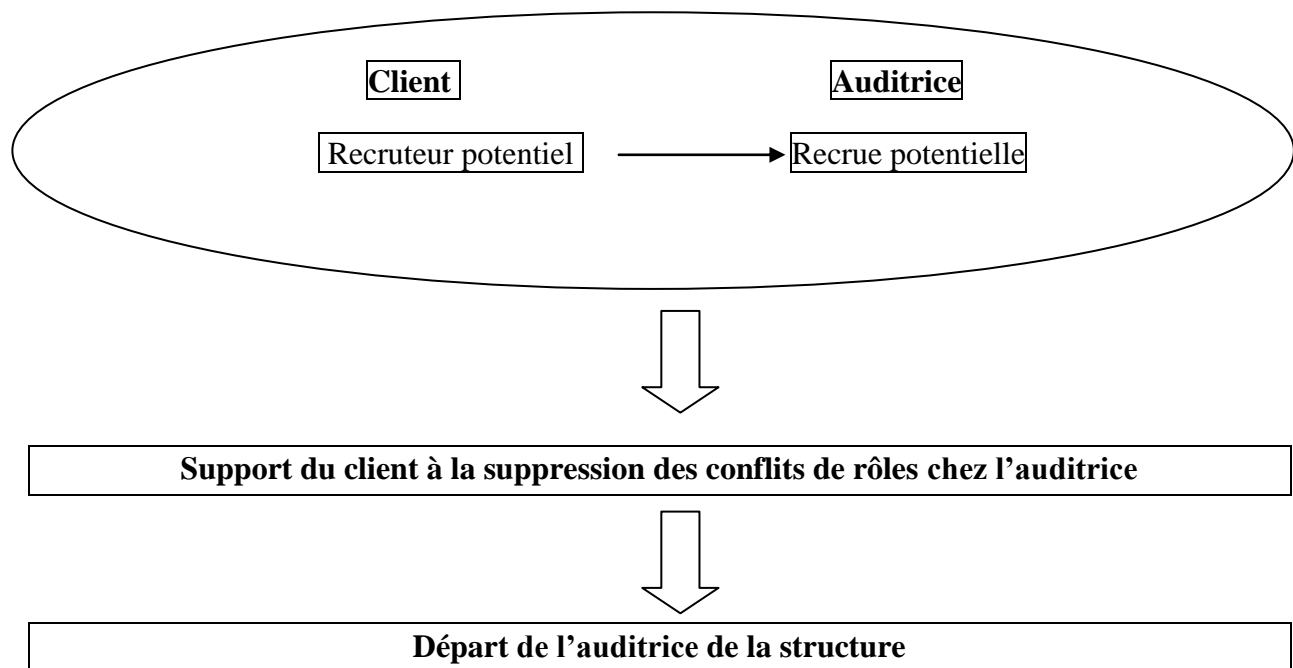 Client Auditrice
Recruteur potentiel Recrue potentielle
Support du client à la suppression des conflits de rôles chez l’auditrice
Départ de l’auditrice de la structure